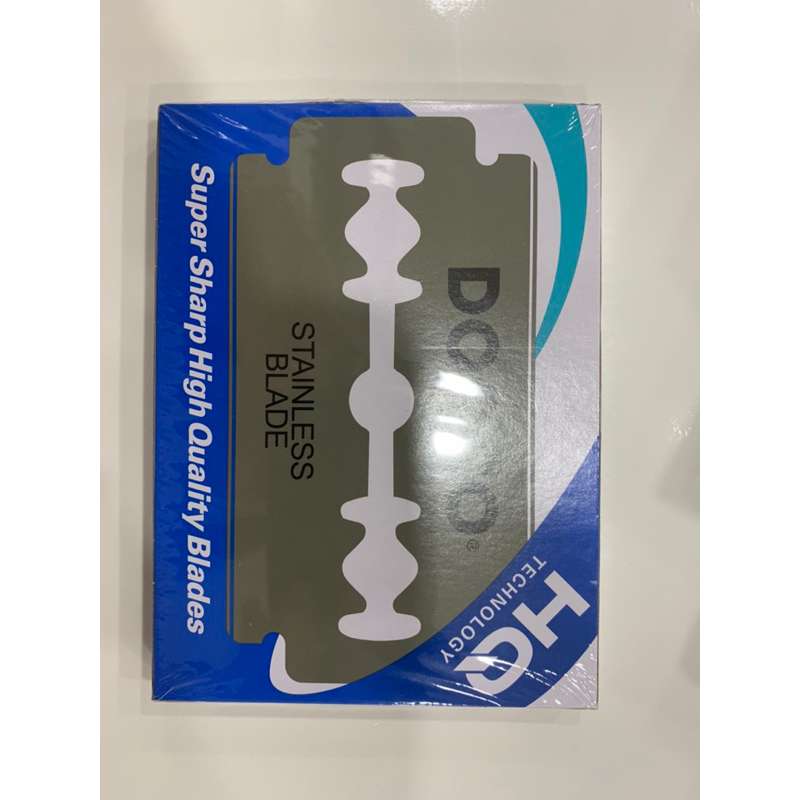 HQ
TECHNOLOGY
STAINLESS
BLADE
Super Sharp High Quality Blades